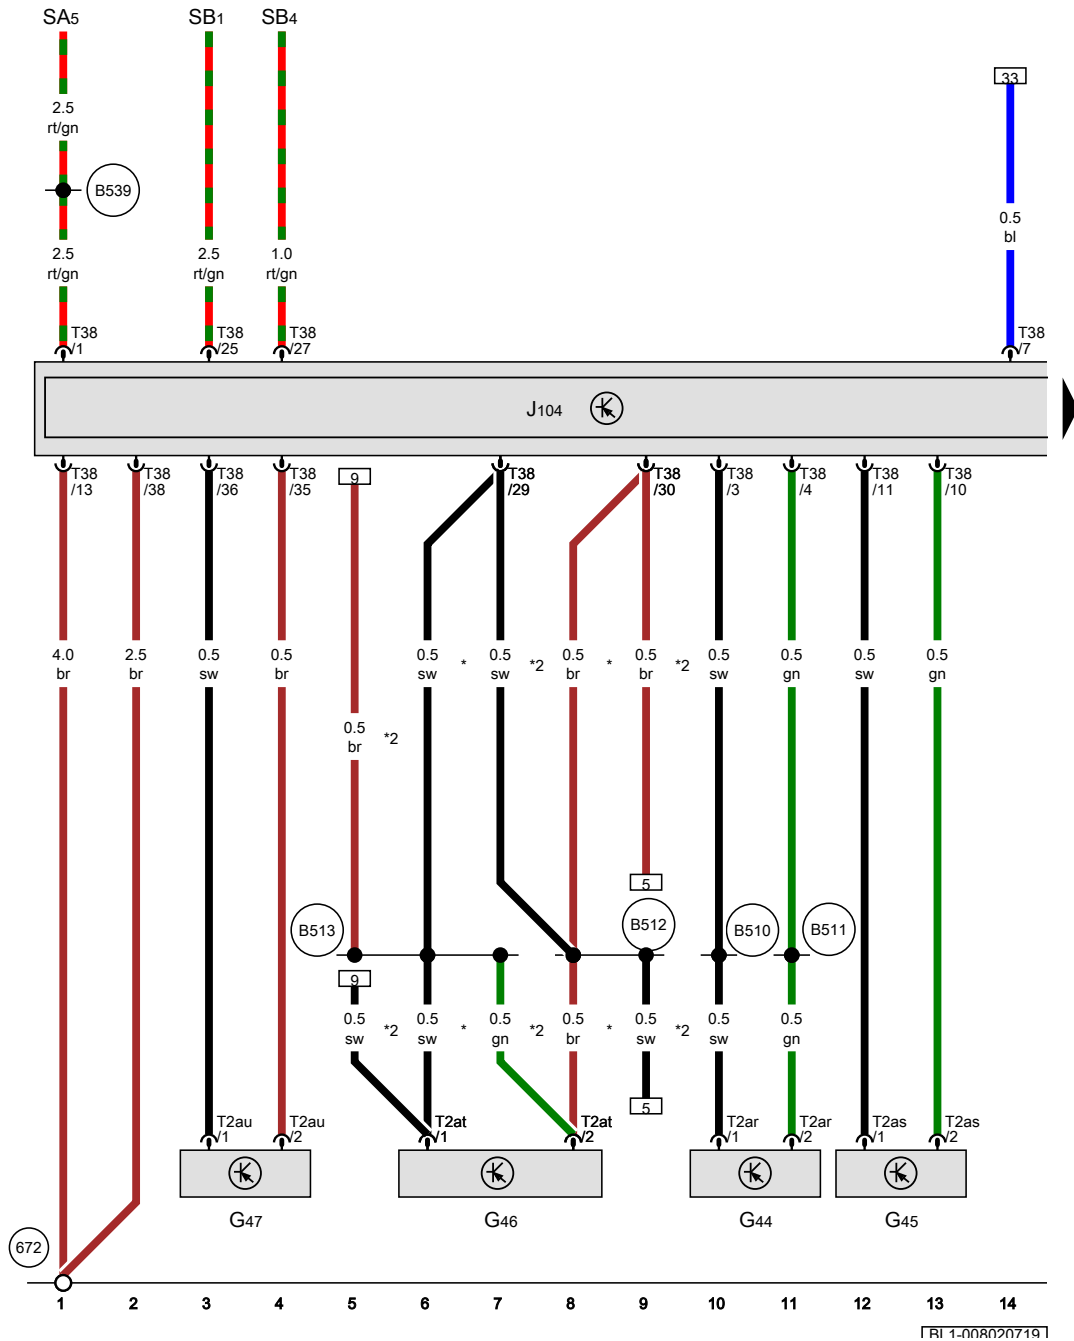 SA5 SB1 SB4
33
2.5
rt/gn
B539
0.5
bl
2.5 2.5 1.0
rt/gn rt/gn rt/gn
T38 T38 T38 T38
/1 /25 /27 /7
J104
T38 T38 T38 T38 9 T38 T38 T38 T38 T38 T38
/13 /38 /36 /35 /29 /30 /3 /4 /11 /10
4.0 2.5 0.5 0.5 0.5 * 0.5 *2 0.5 * 0.5 *2 0.5 0.5 0.5 0.5
br br sw br sw sw br br sw gn sw gn
0.5 *2
br
5
B513 B512 B510 B511
9
0.5 *2 0.5 * 0.5 *2 0.5 * 0.5 *2 0.5 0.5
sw sw gn br sw sw gn
5
T2au T2au T2at T2at T2ar T2ar T2as T2as
/1 /2 /1 /2 /1 /2 /1 /2
G47 G46 G44 G45
672
1 2 3 4 5 6 7 8 9 10 11 12 13 14
BL1-008020719